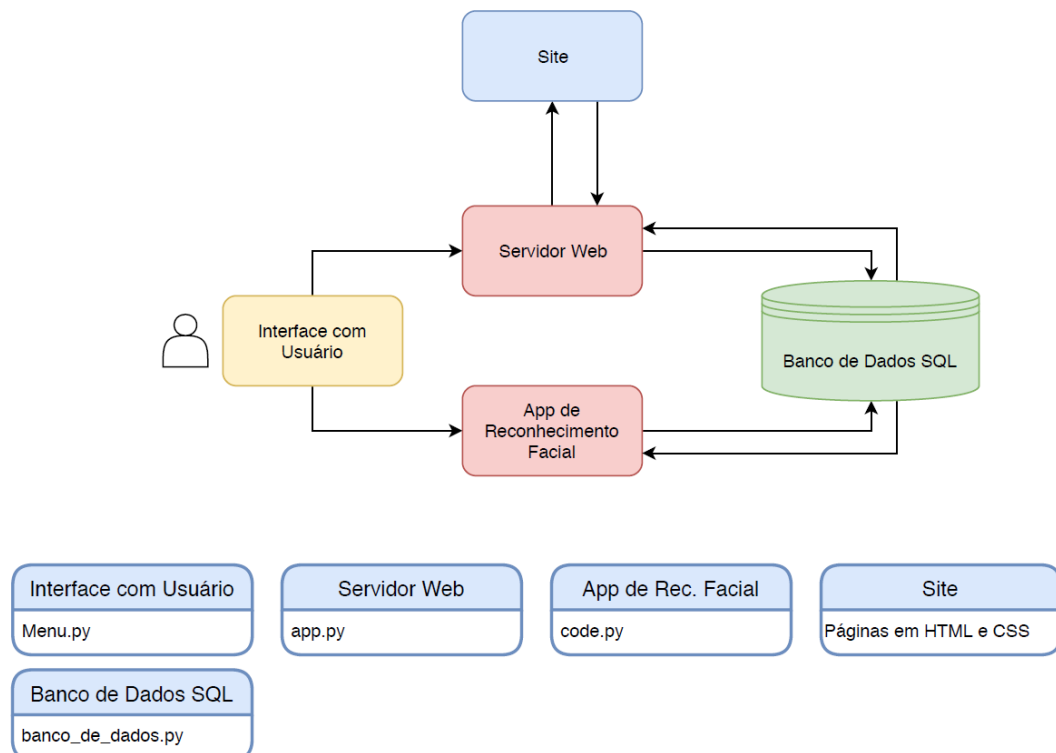 Site
Servidor Web
Interface com
Usuário
Banco de Dados SQL
App de
Reconhecimento
Facial
Interface com Usuário
Menu.py
Servidor Web
app.py
App de Rec. Facial
code.py
Site
Páginas em HTML e CSS
Banco de Dados SQL
banco_de_dados.py